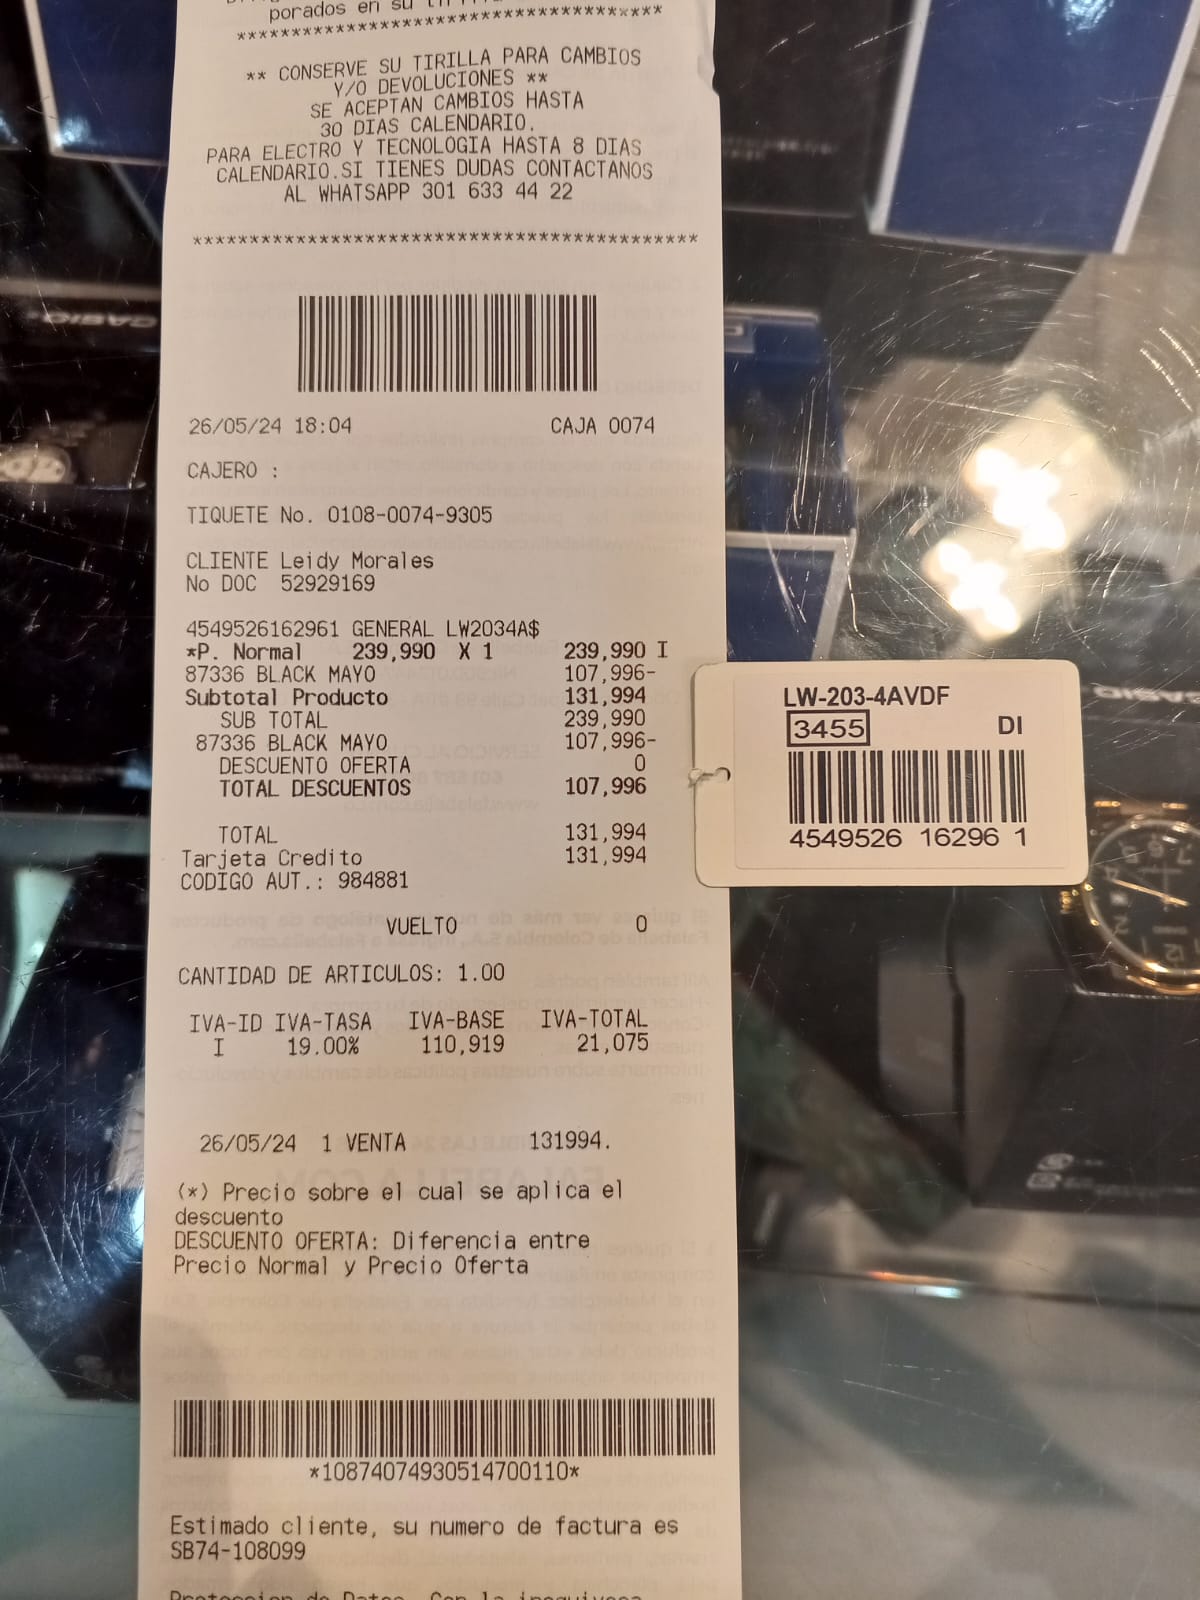 porados en su
****************************************
** CONSERVE SU TIRILLA PARA CAMBIOS
Y/O DEVOLUCIONES **
SE ACEPTAN CAMBIOS HASTA
30 DIAS CALENDARIO.
PARA ELECTRO Y TECNOLOGIA HASTA 8 DIAS
CALENDARIO.SI TIENES DUDAS CONTACTANOS
AL WHATSAPP 301 633 44 22
********************************************
26/05/24 18:04 CAJA 0074
CAJERO :
TIQUETE No. 0108-0074-9305
CLIENTE Leidy Morales
No DOC 52929169
4549526162961 GENERAL LW2034A$
*P. Normal 239,990 X 1 239,990 I
87336 BLACK MAYO 107,996-
Subtotal Producto 131,994
SUB TOTAL 239,990
87336 BLACK MAYO 107,996-
DESCUENTO OFERTA 0
TOTAL DESCUENTOS 107,996
TOTAL 131,994
Tarjeta Credito 131,994
CODIGO AUT.: 984881
VUELTO 0
CANTIDAD DE ARTICULOS: 1.00
IVA-ID IVA-TASA IVA-BASE IVA-TOTAL
I 19.00% 110,919 21,075
26/05/24 1 VENTA 131994.
(*) Precio sobre el cual se aplica el
descuento
DESCUENTO OFERTA: Diferencia entre
Precio Normal y Precio Oferta
*10874074930514700110*
Estimado cliente, su numero de factura es
SB74-108099
LW-203-4AVDF
3455 DI
4549526 16296 1
CASIO